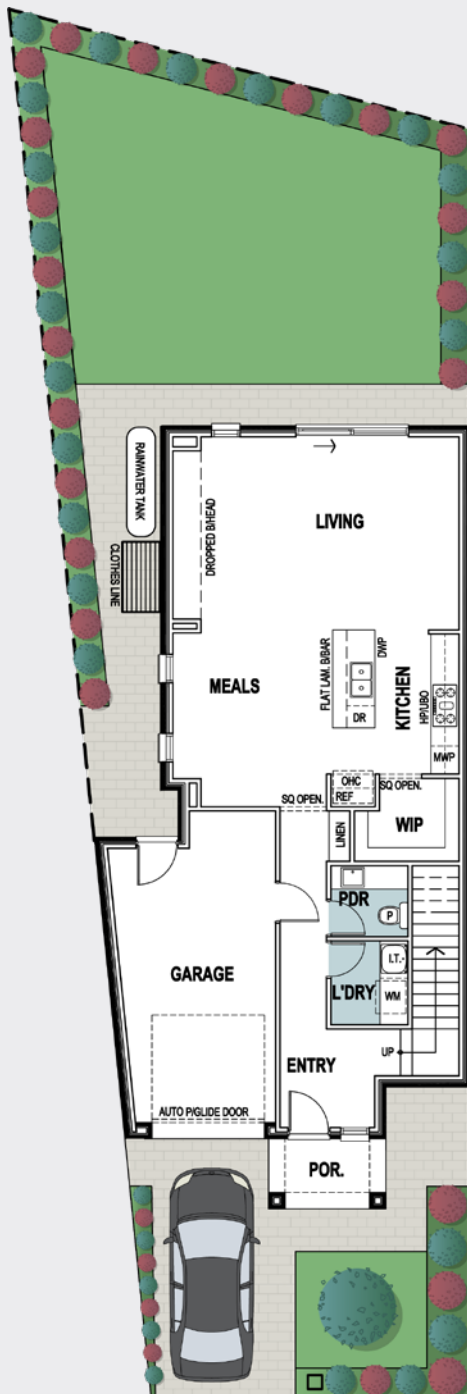 RAINWATER TANK
CLOTHES LINE
DROPPED B/HEAD
LIVING
MEALS
FLAT LAM. B/BAR
DWP
DR
KITCHEN
HP/UBO
MWP
OHC
REF
SQ OPEN.
SQ OPEN.
LINEN
WIP
PDR
P
GARAGE
L'DRY
L.T.
WM
UP
ENTRY
AUTO P/GLIDE DOOR
POR.